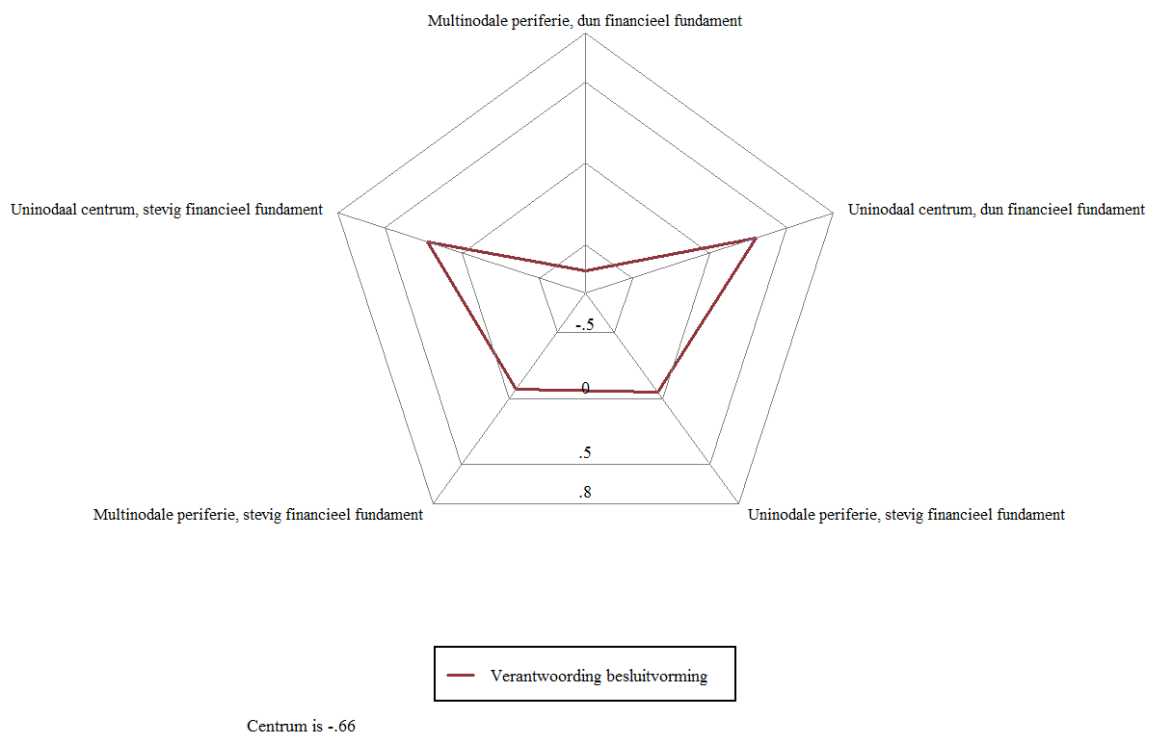 Multinodale periferie, dun financieel fundament
Uninodaal centrum, stevig financieel fundament
Uninodaal centrum, dun financieel fundament
-.5
0
.5
.8
Multinodale periferie, stevig financieel fundament
Uninodale periferie, stevig financieel fundament
Verantwoording besluitvorming
Centrum is -.66